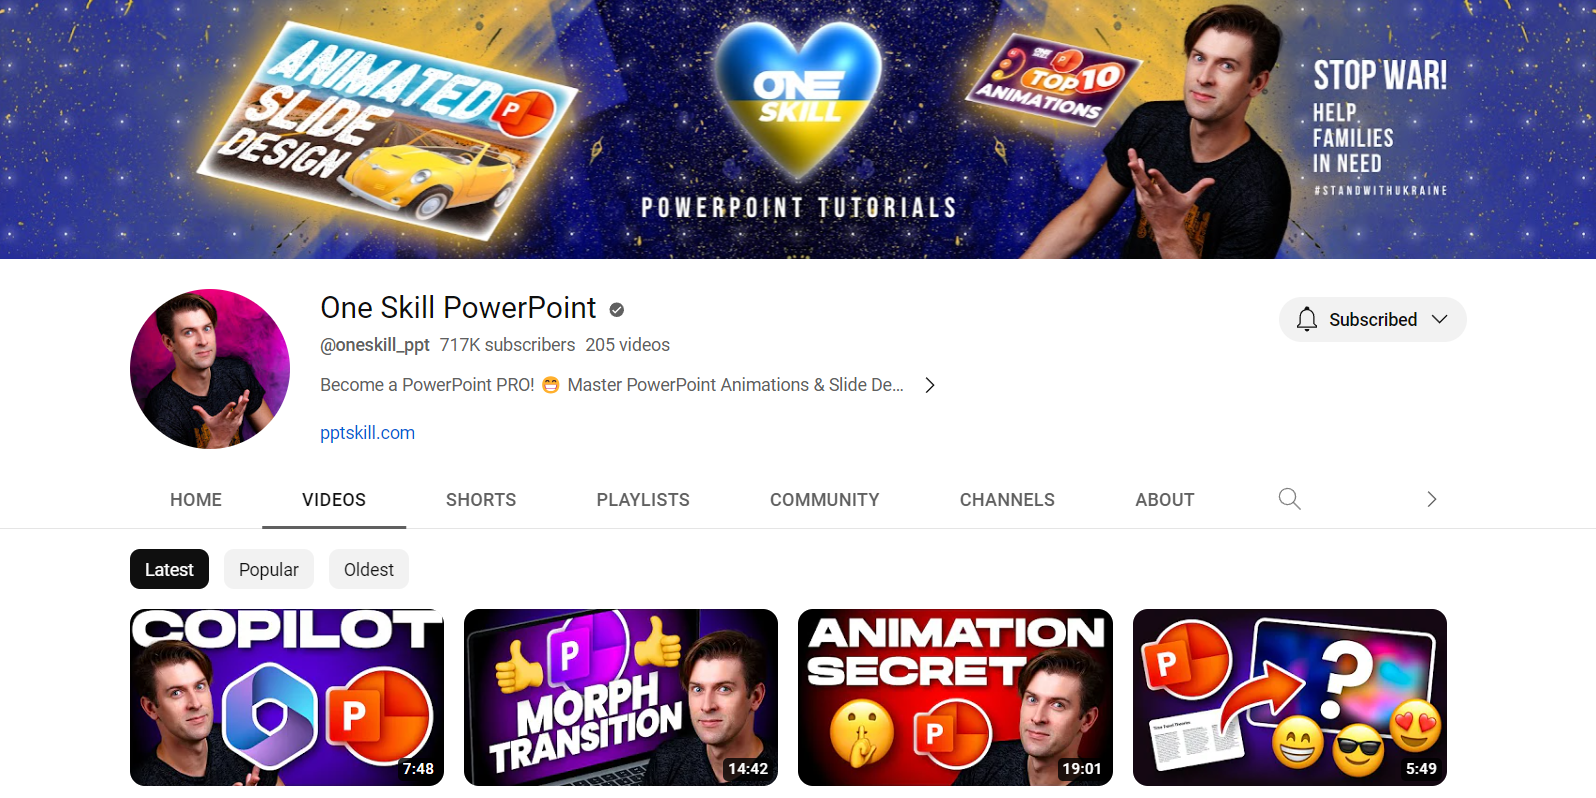 ANIMATED
SLIDE
DESIGN
P
ONE
SKILL
POWERPOINT TUTORIALS
ONE
SKILL
P
TOP 10
ANIMATIONS
STOP WAR!
HELP
FAMILIES
IN NEED
#STANDWITHUKRAINE
One Skill PowerPoint
@oneskill_ppt 717K subscribers 205 videos
Become a PowerPoint PRO! 😁 Master PowerPoint Animations & Slide De...
pptskill.com
Subscribed
HOME VIDEOS SHORTS PLAYLISTS COMMUNITY CHANNELS ABOUT
Latest Popular Oldest
COPILOT
P
7:48
P
MORPH
TRANSITION
14:42
ANIMATION
SECRET
P
19:01
P
?
5:49